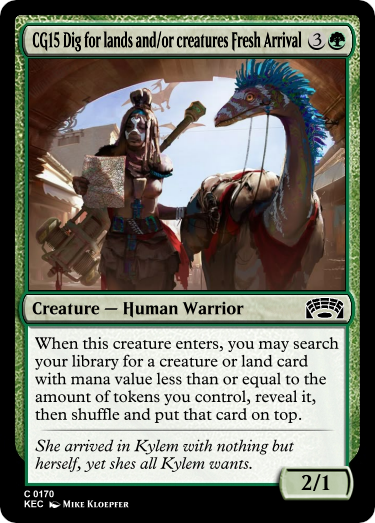 CG15 Dig for lands and/or creatures Fresh Arrival 3
Creature — Human Warrior
When this creature enters, you may search
your library for a creature or land card
with mana value less than or equal to the
amount of tokens you control, reveal it,
then shuffle and put that card on top.
She arrived in Kylem with nothing but
herself, yet shes all Kylem wants.
2/1
C 0170
KEC Mike Kloepfer